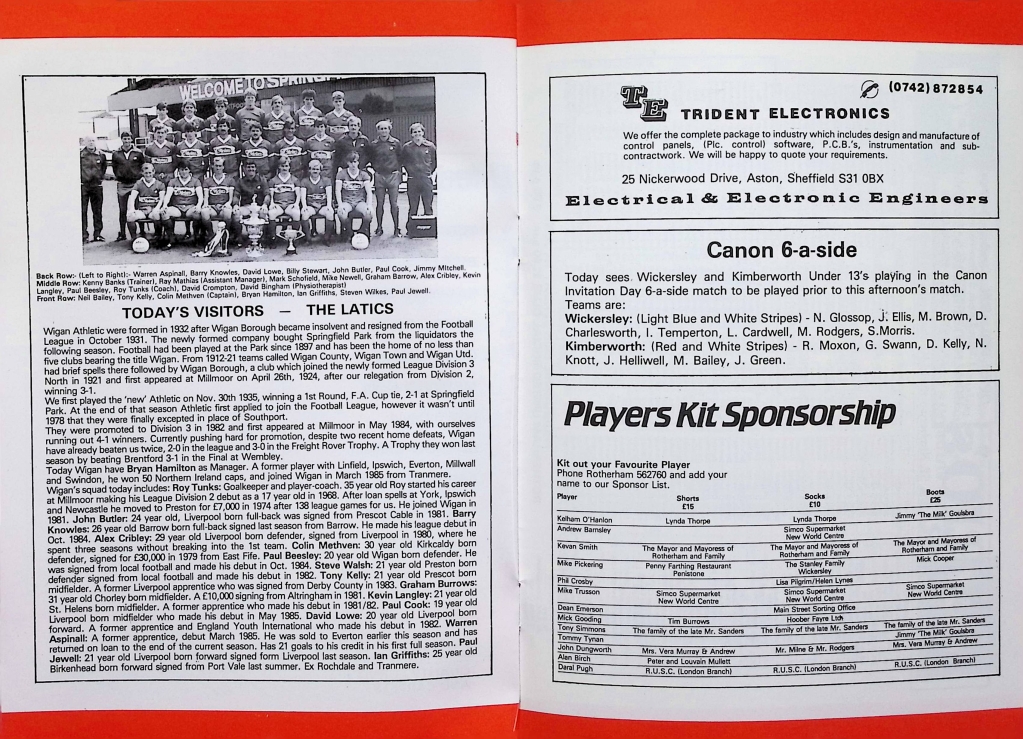 WELCOME TO SPRING
Back Row:- (Left to Right):- Warren Aspinall, Barry Knowles, David Lowe, Billy Stewart, John Butler, Paul Cook, Jimmy Mitchell.
Middle Row: Kenny Banks (Trainer), Ray Mathias (Assistant Manager), Mark Schofield, Mike Newell, Graham Barrow, Alex Cribley, Kevin
Langley, Paul Beesley, Roy Tunks (Coach), David Crompton, David Bingham (Physiotherapist)
Front Row: Neil Bailey, Tony Kelly, Colin Methven (Captain), Bryan Hamilton, Ian Griffiths, Steven Wilkes, Paul Jewell.
TODAY'S VISITORS — THE LATICS
Wigan Athletic were formed in 1932 after Wigan Borough became insolvent and resigned from the Football
League in October 1931. The newly formed company bought Springfield Park from the liquidators the
following season. Football had been played at the Park since 1897 and has been the home of no less than
five clubs bearing the title Wigan. From 1912-21 teams called Wigan County, Wigan Town and Wigan Utd.
had brief spells there followed by Wigan Borough, a club which joined the newly formed League Division 3
North in 1921 and first appeared at Millmoor on April 26th, 1924, after our relegation from Division 2,
winning 3-1.
We first played the 'new' Athletic on Nov. 30th 1935, winning a 1st Round, F.A. Cup tie, 2-1 at Springfield
Park. At the end of that season Athletic first applied to join the Football League, however it wasn't until
1978 that they were finally excepted in place of Southport.
They were promoted to Division 3 in 1982 and first appeared at Millmoor in May 1984, with ourselves
running out 4-1 winners. Currently pushing hard for promotion, despite two recent home defeats, Wigan
have already beaten us twice, 2-0 in the league and 3-0 in the Freight Rover Trophy. A Trophy they won last
season by beating Brentford 3-1 in the Final at Wembley.
Today Wigan have Bryan Hamilton as Manager. A former player with Linfield, Ipswich, Everton, Millwall
and Swindon, he won 50 Northern Ireland caps, and joined Wigan in March 1985 from Tranmere.
Wigan's squad today includes: Roy Tunks: Goalkeeper and player-coach. 35 year old Roy started his career
at Millmoor making his League Division 2 debut as a 17 year old in 1968. After loan spells at York, Ipswich
and Newcastle he moved to Preston for £7,000 in 1974 after 138 league games for us. He joined Wigan in
1981. John Butler: 24 year old, Liverpool born full-back was signed from Prescot Cable in 1981. Barry
Knowles: 26 year old Barrow born full-back signed last season from Barrow. He made his league debut in
Oct. 1984. Alex Cribley: 29 year old Liverpool born defender, signed from Liverpool in 1980, where he
spent three seasons without breaking into the 1st team. Colin Methven: 30 year old Kirkcaldy born
defender, signed for £30,000 in 1979 from East Fife. Paul Beesley: 20 year old Wigan born defender. He
was signed from local football and made his debut in Oct. 1984. Steve Walsh: 21 year old Preston born
defender signed from local football and made his debut in 1982. Tony Kelly: 21 year old Prescot born
midfielder. A former Liverpool apprentice who was signed from Derby County in 1983. Graham Burrows:
31 year old Chorley born midfielder. A £10,000 signing from Altringham in 1981. Kevin Langley: 21 year old
St. Helens born midfielder. A former apprentice who made his debut in 1981/82. Paul Cook: 19 year old
Liverpool born midfielder who made his debut in May 1985. David Lowe: 20 year old Liverpool born
forward. A former apprentice and England Youth International who made his debut in 1982. Warren
Aspinall: A former apprentice, debut March 1985. He was sold to Everton earlier this season and has
returned on loan to the end of the current season. Has 21 goals to his credit in his first full season. Paul
Jewell: 21 year old Liverpool born forward signed form Liverpool last season. Ian Griffiths: 25 year old
Birkenhead born forward signed from Port Vale last summer. Ex Rochdale and Tranmere.
TE
(0742) 872854
TRIDENT ELECTRONICS
We offer the complete package to industry which includes design and manufacture of
control panels, (Plc. control) software, P.C.B.'s, instrumentation and sub-
contractwork. We will be happy to quote your requirements.
25 Nickerwood Drive, Aston, Sheffield S31 0BX
Electrical & Electronic Engineers
Canon 6-a-side
Today sees Wickersley and Kimberworth Under 13's playing in the Canon
Invitation Day 6-a-side match to be played prior to this afternoon's match.
Teams are:
Wickersley: (Light Blue and White Stripes) - N. Glossop, J. Ellis, M. Brown, D.
Charlesworth, I. Temperton, L. Cardwell, M. Rodgers, S.Morris.
Kimberworth: (Red and White Stripes) - R. Moxon, G. Swann, D. Kelly, N.
Knott, J. Helliwell, M. Bailey, J. Green.
Players Kit Sponsorship
Kit out your Favourite Player
Phone Rotherham 562760 and add your
name to our Sponsor List.
Player Shorts Socks Boots
£15 £10 £25
Kelham O'Hanlon Lynda Thorpe Lynda Thorpe Jimmy 'The Milk' Goulsbra
Andrew Barnsley Simco Supermarket
New World Centre
Kevan Smith The Mayor and Mayoress of The Mayor and Mayoress of The Mayor and Mayoress of
Rotherham and Family Rotherham and Family Rotherham and Family
Mike Pickering Penny Farthing Restaurant The Stanley Family Mick Cooper
Penistone Wickersley
Phil Crosby Lisa Pilgrim/Helen Lynes
Mike Trusson Simco Supermarket Simco Supermarket Simco Supermarket
New World Centre New World Centre New World Centre
Dean Emerson Main Street Sorting Office
Mick Gooding Tim Burrows Hoober Fayre Ltch
Tony Simmons The family of the late Mr. Sanders The family of the late Mr. Sanders The family of the late Mr. Sanders
Tommy Tynan Jimmy 'The Milk' Goulsbra
John Dungworth Mrs. Vera Murray & Andrew Mr. Milne & Mr. Rodgers Mrs. Vera Murray & Andrew
Alen Birch Peter and Louvain Mullett
Daral Pugh R.U.S.C. (London Branch) R.U.S.C. (London Branch) R.U.S.C. (London Branch)